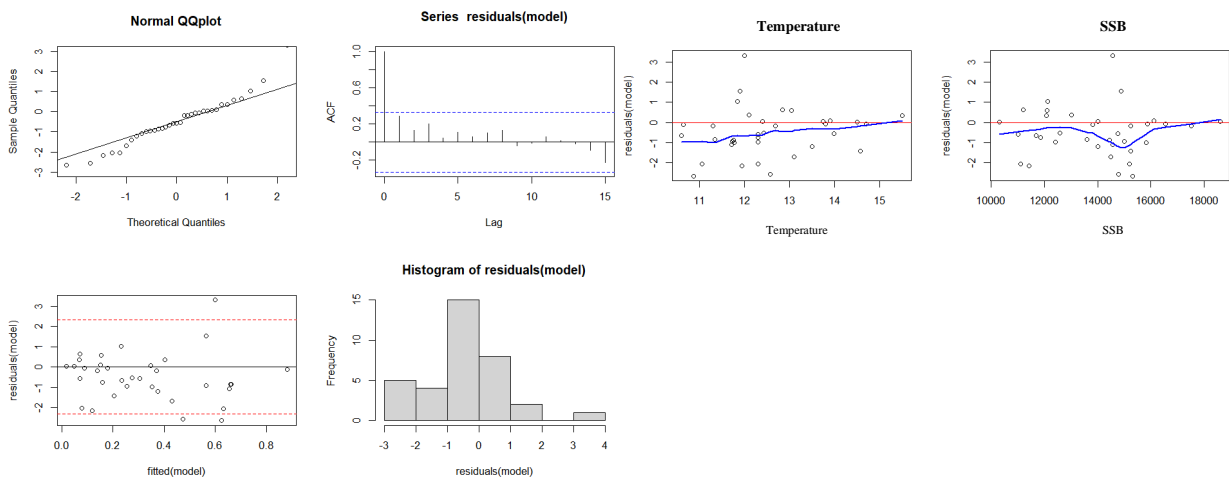 Normal QQplot
Sample Quantiles
-3 -2 -1 0 1 2 3
-2 -1 0 1 2
Theoretical Quantiles
Series residuals(model)
ACF
-0.2 0.2 0.6 1.0
0 5 10 15
Lag
Temperature
residuals(model)
-2 -1 0 1 2 3
11 12 13 14 15
Temperature
SSB
residuals(model)
-2 -1 0 1 2 3
10000 12000 14000 16000 18000
SSB
residuals(model)
-2 -1 0 1 2 3
0.0 0.2 0.4 0.6 0.8
fitted(model)
Histogram of residuals(model)
Frequency
0 5 10 15
-3 -2 -1 0 1 2 3 4
residuals(model)